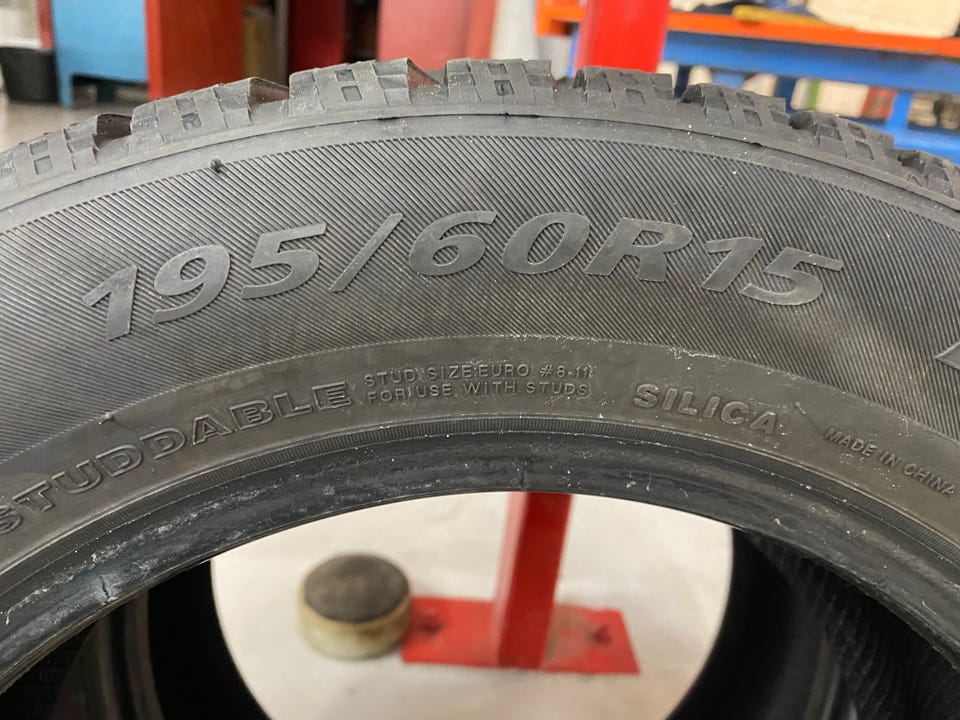 195/60R15
STUDDABLE
STUD SIZE:EURO #8-11
FOR USE WITH STUDS
SILICA
MADE IN CHINA